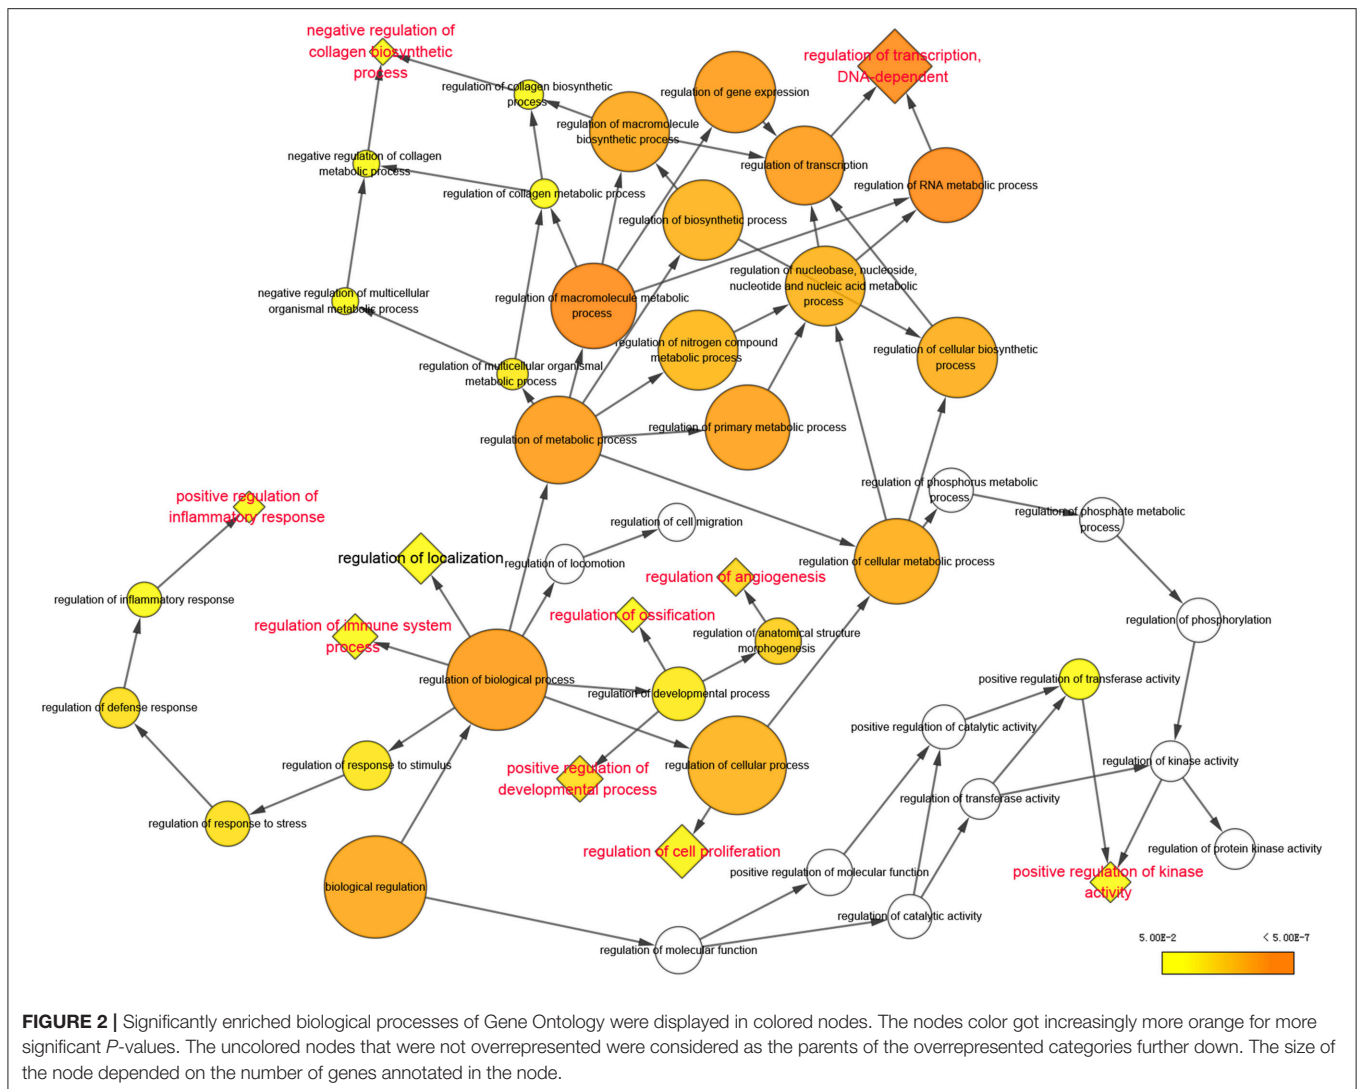 negative regulation of
collagen biosynthetic
process
regulation of transcription,
DNA-dependent
regulation of collagen biosynthetic
process
regulation of gene expression
regulation of macromolecule
biosynthetic process
negative regulation of collagen
metabolic process
regulation of transcription
regulation of RNA metabolic process
regulation of collagen metabolic process
regulation of biosynthetic process
regulation of nucleobase, nucleoside,
nucleotide and nucleic acid metabolic
process
negative regulation of multicellular
organismal metabolic process
regulation of macromolecule metabolic
process
regulation of nitrogen compound
metabolic process
regulation of cellular biosynthetic
process
regulation of multicellular organismal
metabolic process
regulation of metabolic process
regulation of primary metabolic process
regulation of phosphorus metabolic
process
positive regulation of
inflammatory response
regulation of phosphate metabolic
process
regulation of cell migration
regulation of localization
regulation of locomotion
regulation of cellular metabolic process
regulation of angiogenesis
regulation of inflammatory response
regulation of ossification
regulation of phosphorylation
regulation of immune system
process
regulation of anatomical structure
morphogenesis
regulation of biological process
positive regulation of transferase activity
regulation of developmental process
regulation of defense response
positive regulation of catalytic activity
regulation of response to stimulus
regulation of cellular process
regulation of kinase activity
positive regulation of
developmental process
regulation of transferase activity
regulation of response to stress
regulation of cell proliferation
regulation of protein kinase activity
positive regulation of molecular function
positive regulation of kinase
activity
biological regulation
regulation of catalytic activity
regulation of molecular function
5.00E-2
< 5.00E-7
FIGURE 2 | Significantly enriched biological processes of Gene Ontology were displayed in colored nodes. The nodes color got increasingly more orange for more
significant P-values. The uncolored nodes that were not overrepresented were considered as the parents of the overrepresented categories further down. The size of
the node depended on the number of genes annotated in the node.